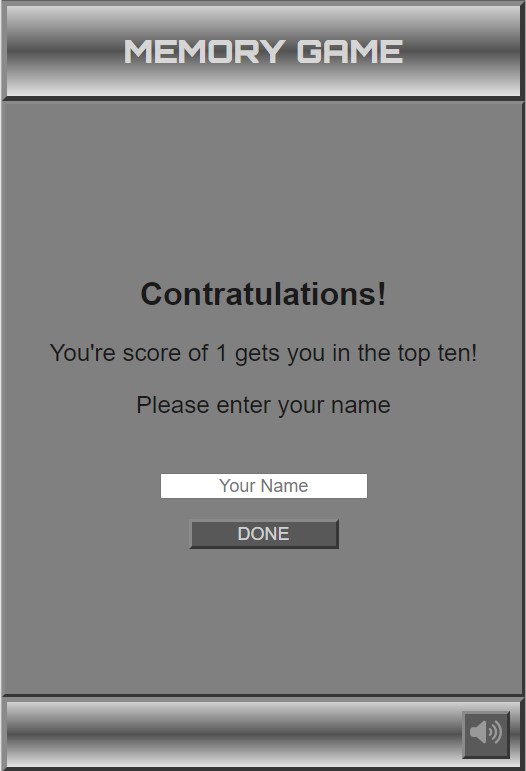 MEMORY GAME
Contratulations!
You're score of 1 gets you in the top ten!
Please enter your name
Your Name
DONE